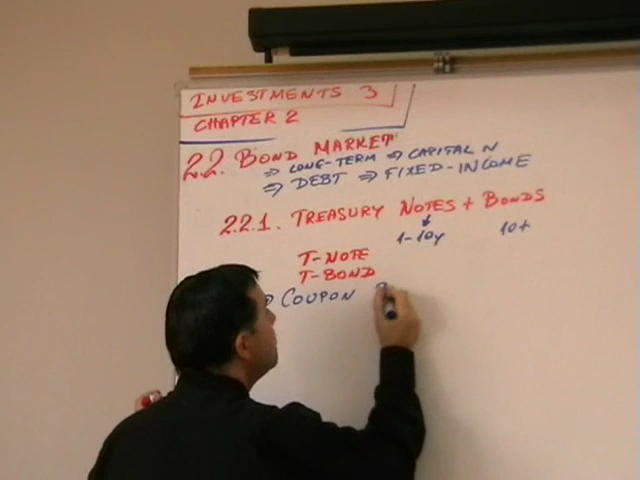 INVESTMENTS 3
CHAPTER 2
2.2. BOND MARKET
⇒ LONG-TERM ⇒ CAPITAL N
⇒ DEBT ⇒ FIXED-INCOME
2.2.1. TREASURY NOTES + BONDS
1-10y 10+
T-NOTE
T-BOND
COUPON